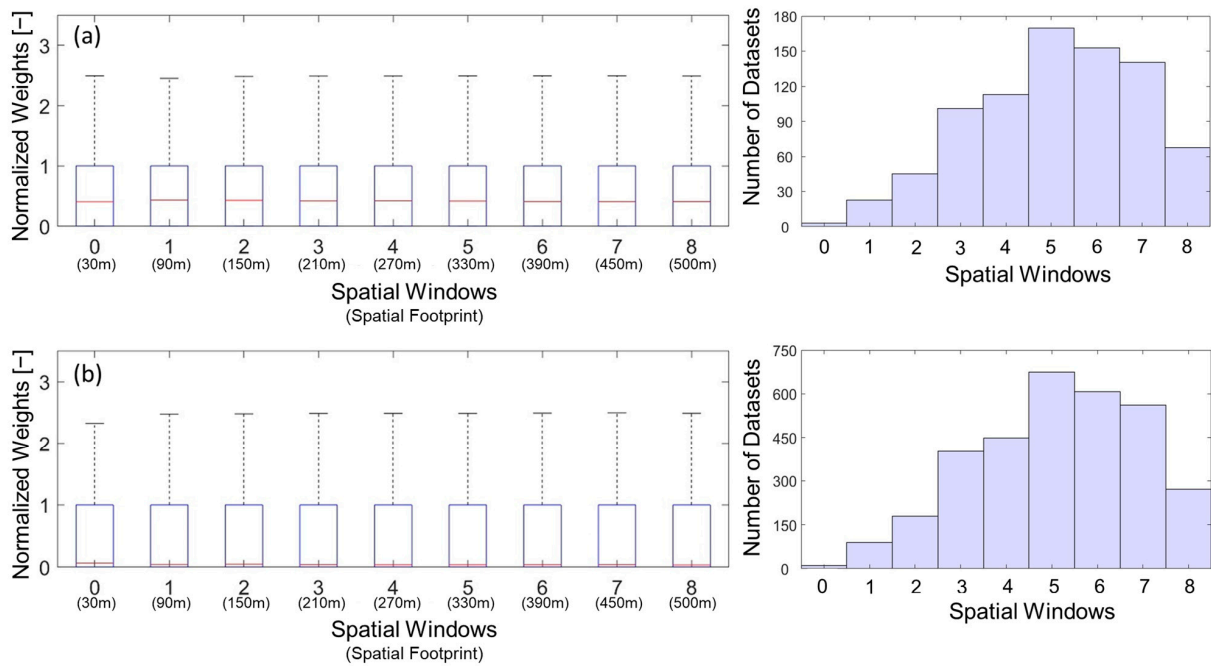 (a)
Normalized Weights [−]
3
2
1
0
0 1 2 3 4 5 6 7 8
(30m) (90m) (150m) (210m) (270m) (330m) (390m) (450m) (500m)
Spatial Windows
(Spatial Footprint)
Number of Datasets
180
150
120
90
60
30
0
0 1 2 3 4 5 6 7 8
Spatial Windows
(b)
Normalized Weights [−]
3
2
1
0
0 1 2 3 4 5 6 7 8
(30m) (90m) (150m) (210m) (270m) (330m) (390m) (450m) (500m)
Spatial Windows
(Spatial Footprint)
Number of Datasets
750
600
450
300
150
0
0 1 2 3 4 5 6 7 8
Spatial Windows